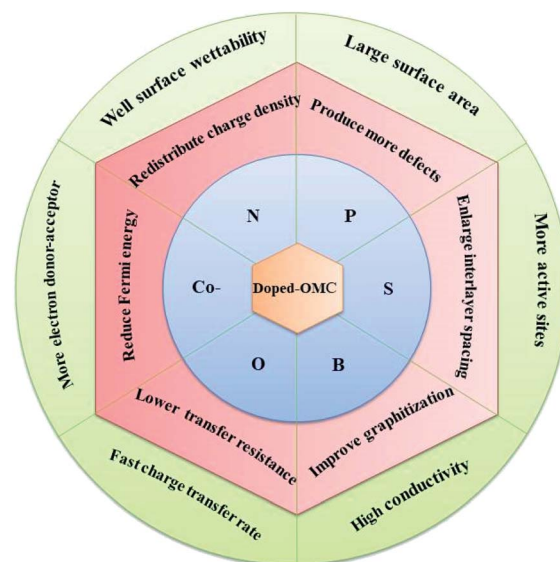 Well surface wettability
Large surface area
More active sites
High conductivity
Fast charge transfer rate
More electron donor-acceptor
Redistribute charge density
Produce more defects
Enlarge interlayer spacing
Improve graphitization
Lower transfer resistance
Reduce Fermi energy
N
P
S
B
O
Co-
Doped-OMC